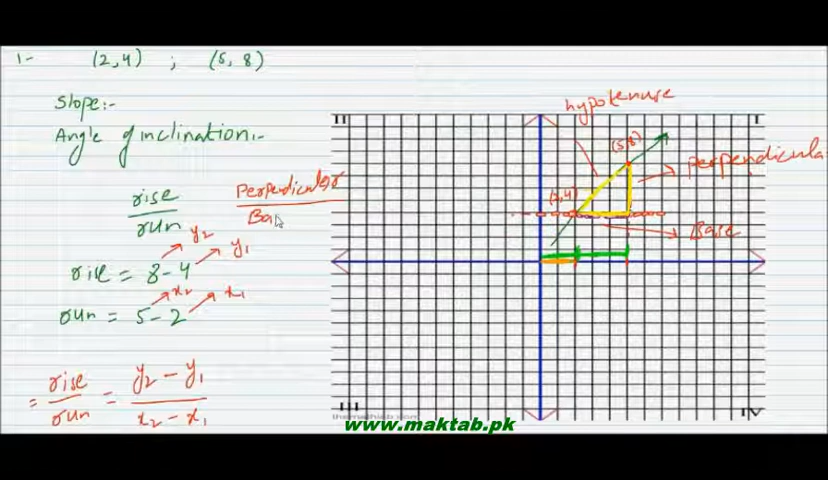 1- (2,4) ; (5,8)
Slope:-
Angle of inclination:-
rise
run
Perpendicular
Ba
rise = 8-4
y2
y1
run = 5-2
x2
x1
= rise = y2 - y1
run x2 - x1
II
I
hypotenuse
(5,8)
perpendicula
(2,4)
Base
III
IV
www.maktab.pk